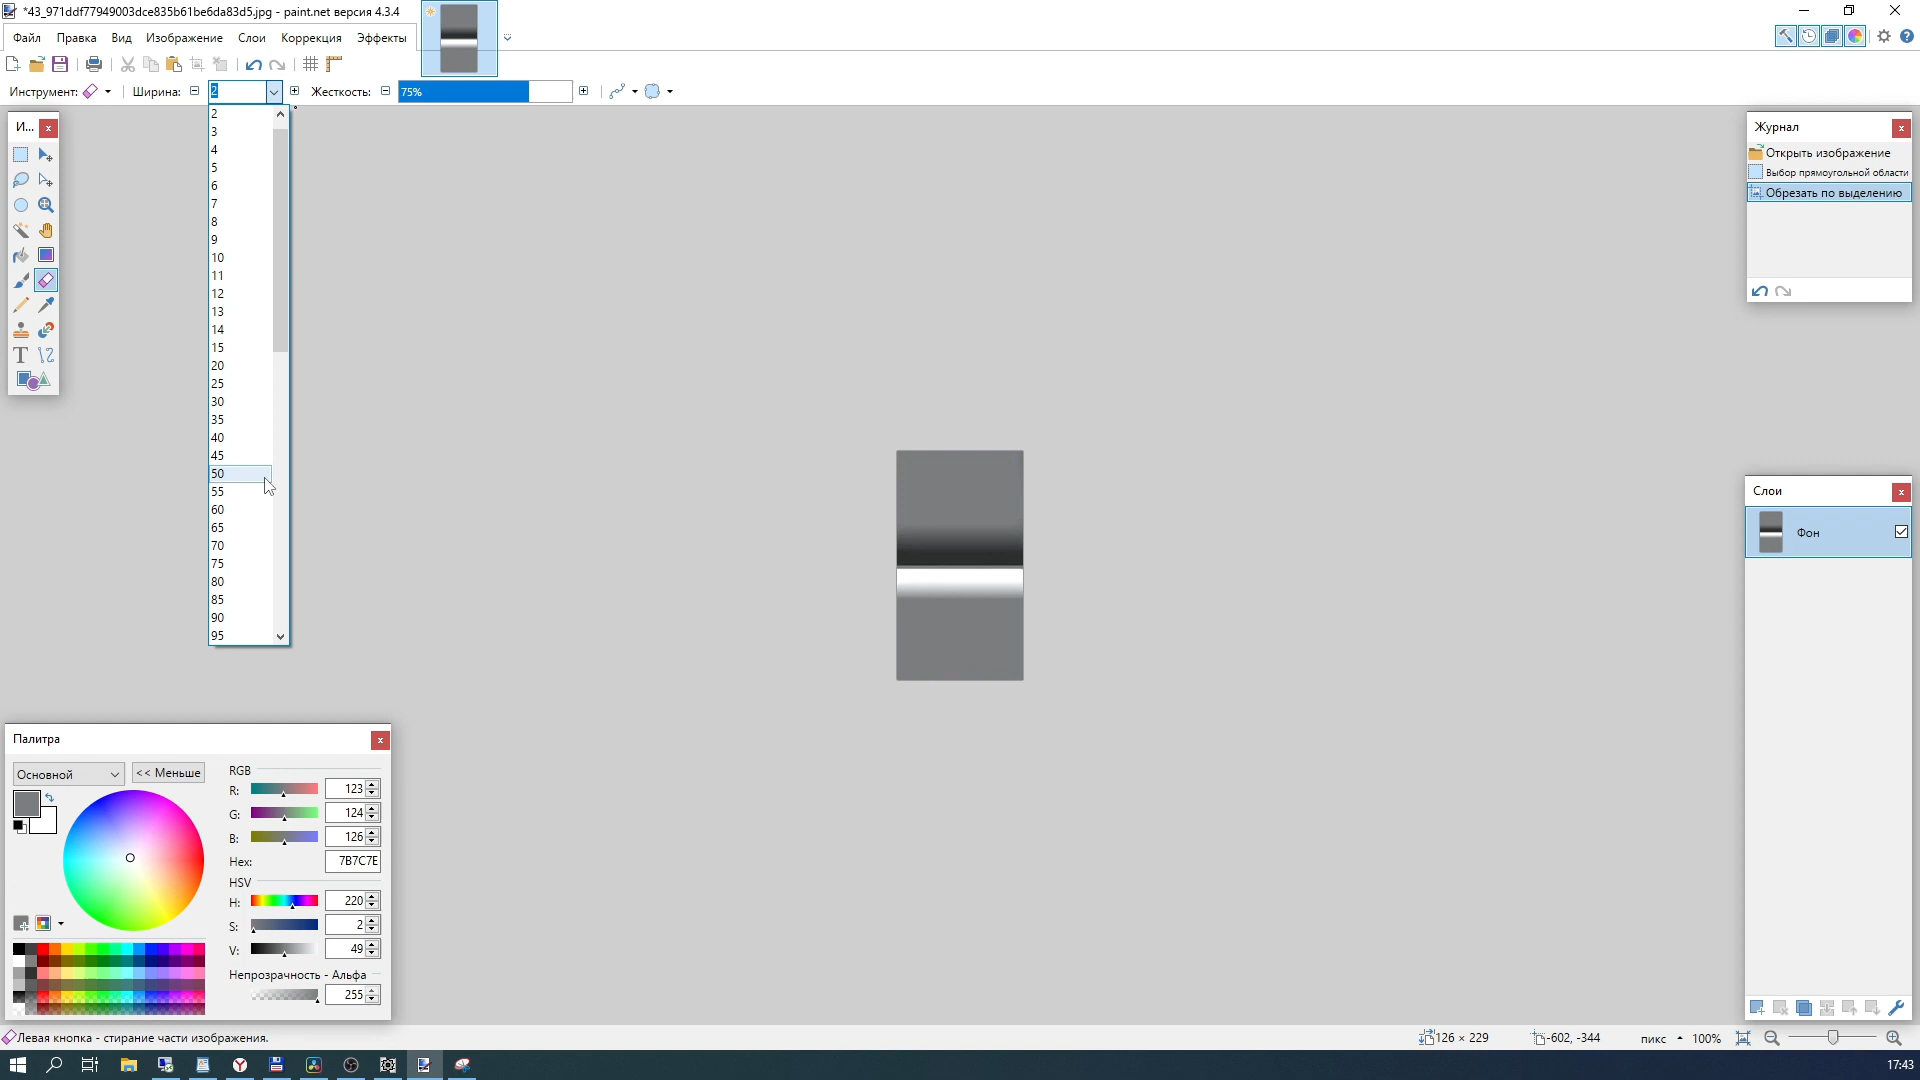 *43_971ddf77949003dce835b61be6da83d5.jpg - paint.net версия 4.3.4
Файл Правка Вид Изображение Слои Коррекция Эффекты
Инструмент: Ширина: 2 Жесткость: 75%
2
3
4
5
6
7
8
9
10
11
12
13
14
15
20
25
30
35
40
45
50
55
60
65
70
75
80
85
90
95
И...
Журнал
Открыть изображение
Выбор прямоугольной области
Обрезать по выделению
Слои
Фон
Палитра
Основной << Меньше
RGB
R: 123
G: 124
B: 126
Hex: 7B7C7E
HSV
H: 220
S: 2
V: 49
Непрозрачность - Альфа
255
Левая кнопка - стирание части изображения.
126 × 229 -602, -344 пикс 100%
17:43